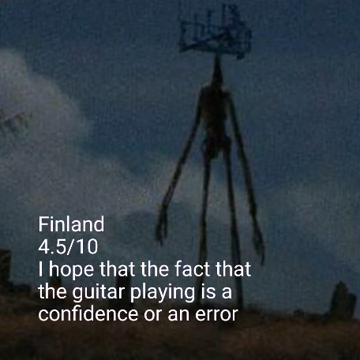 Finland
4.5/10
I hope that the fact that
the guitar playing is a
confidence or an error